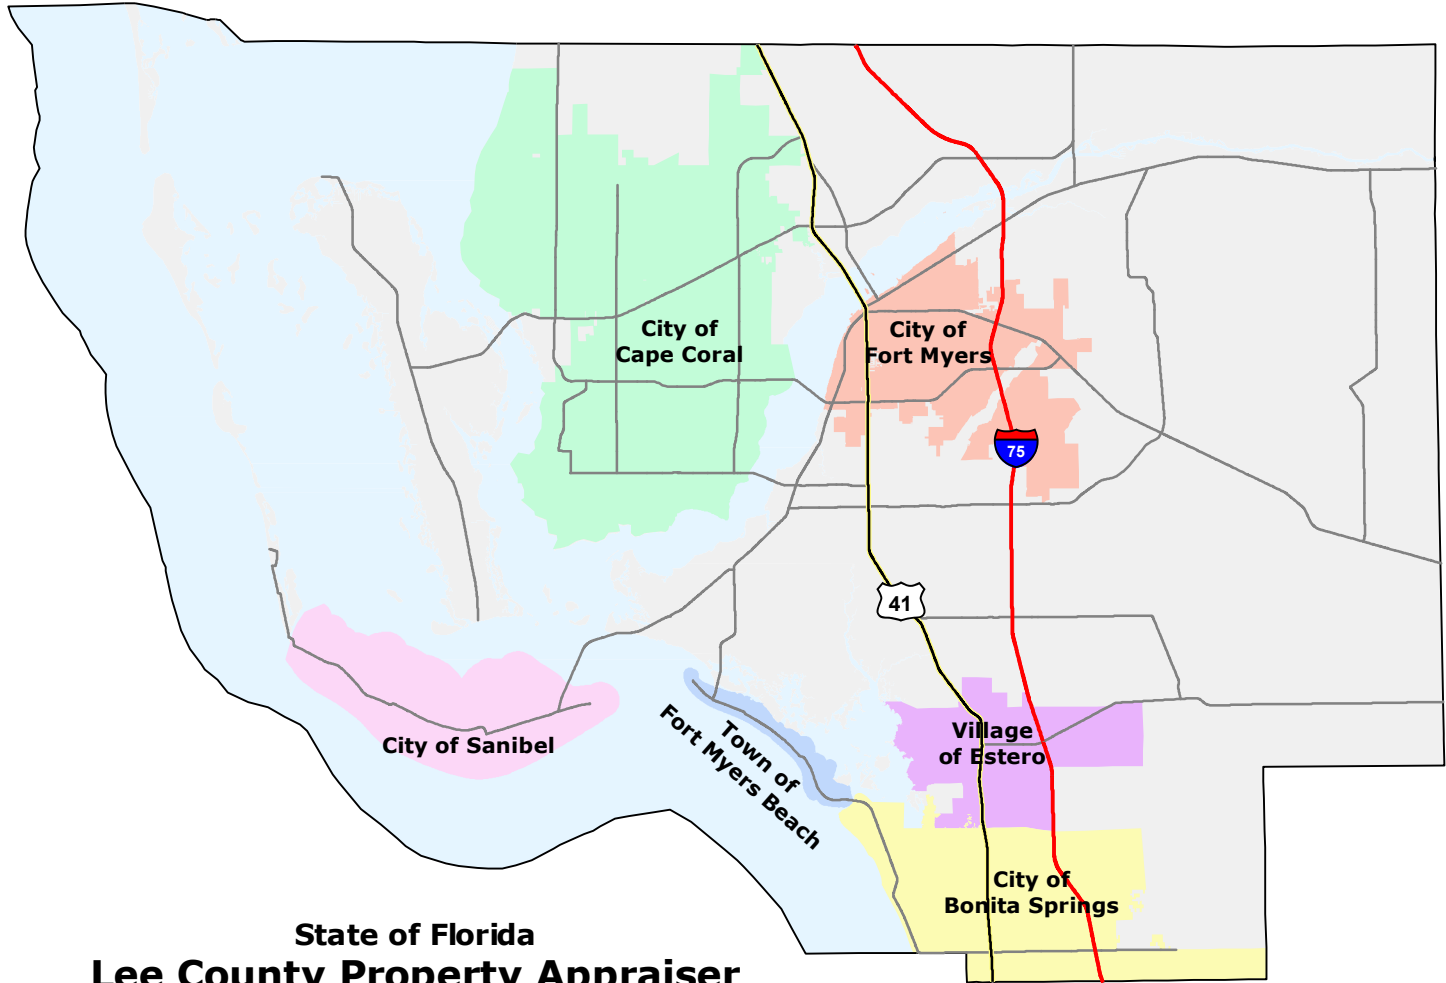 City of
Cape Coral
City of
Fort Myers
75
41
Village
of Estero
City of Sanibel
Town of
Fort Myers Beach
City of
Bonita Springs
State of Florida
Lee County Property Appraiser